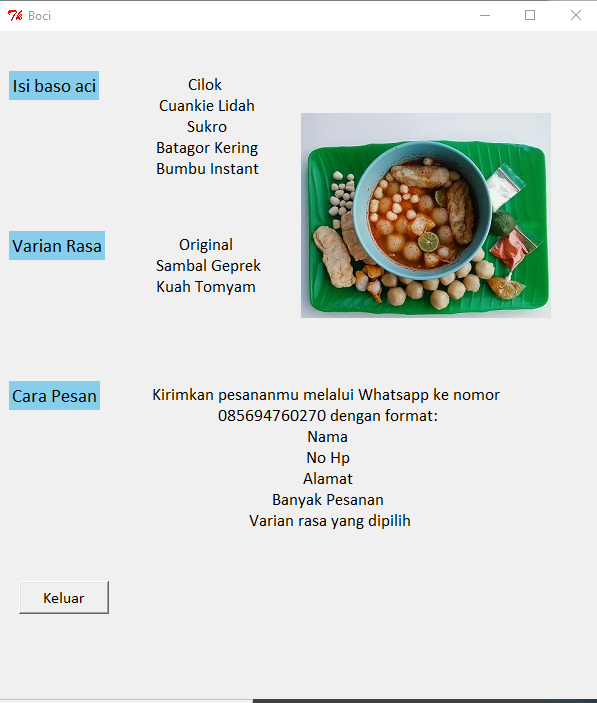 Boci
Isi baso aci
Cilok
Cuankie Lidah
Sukro
Batagor Kering
Bumbu Instant
Varian Rasa
Original
Sambal Geprek
Kuah Tomyam
Cara Pesan
Kirimkan pesananmu melalui Whatsapp ke nomor
085694760270 dengan format:
Nama
No Hp
Alamat
Banyak Pesanan
Varian rasa yang dipilih
Keluar